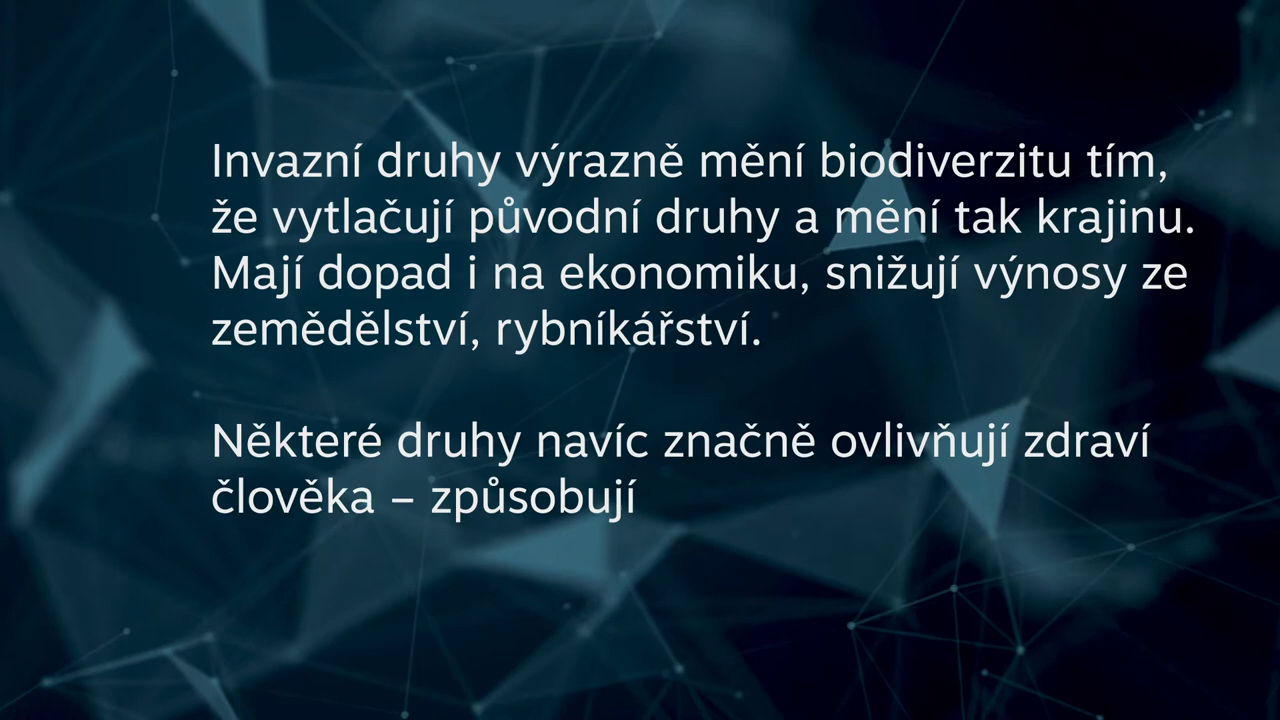 Invazní druhy výrazně mění biodiverzitu tím,
že vytlačují původní druhy a mění tak krajinu.
Mají dopad i na ekonomiku, snižují výnosy ze
zemědělství, rybníkářství.
Některé druhy navíc značně ovlivňují zdraví
člověka – způsobují